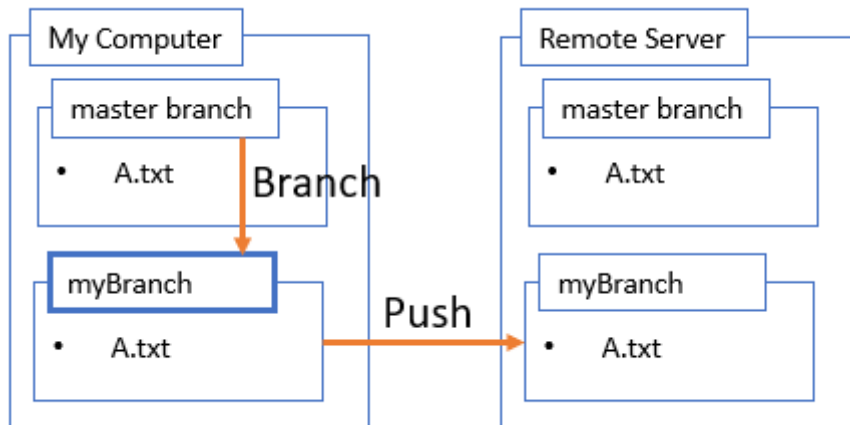 My Computer
master branch
• A.txt
Branch
myBranch
• A.txt
Push
Remote Server
master branch
• A.txt
myBranch
• A.txt